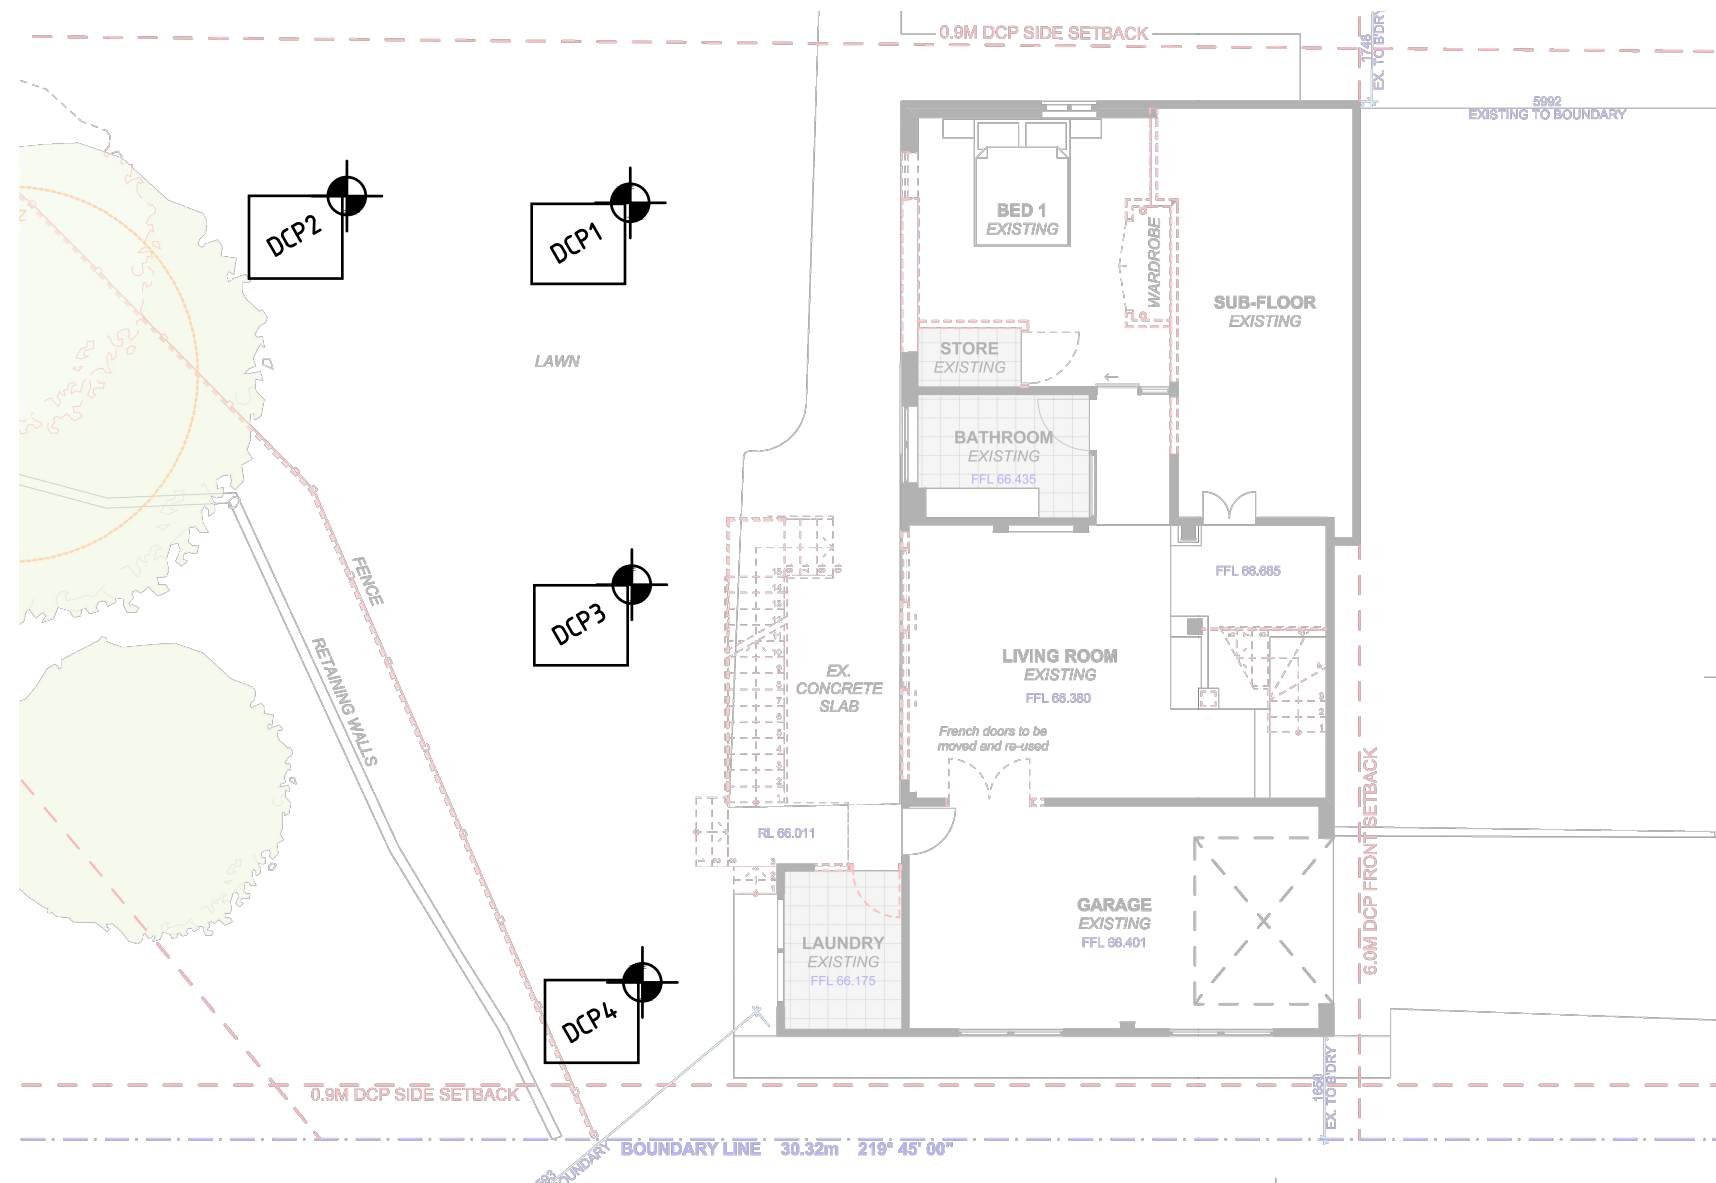 0.9M DCP SIDE SETBACK
1748
EX. TO B'DRY
5992
EXISTING TO BOUNDARY
DCP2
DCP1
BED 1
EXISTING
WARDROBE
SUB-FLOOR
EXISTING
LAWN
STORE
EXISTING
BATHROOM
EXISTING
FFL 66.435
FENCE
FFL 66.685
DCP3
RETAINING WALLS
EX.
CONCRETE
SLAB
LIVING ROOM
EXISTING
FFL 66.380
French doors to be
moved and re-used
6.0M DCP FRONT SETBACK
RL 66.011
GARAGE
EXISTING
FFL 66.401
LAUNDRY
EXISTING
FFL 66.175
DCP4
0.9M DCP SIDE SETBACK
1650
EX. TO B'DRY
BOUNDARY LINE 30.32m 219° 45' 00"